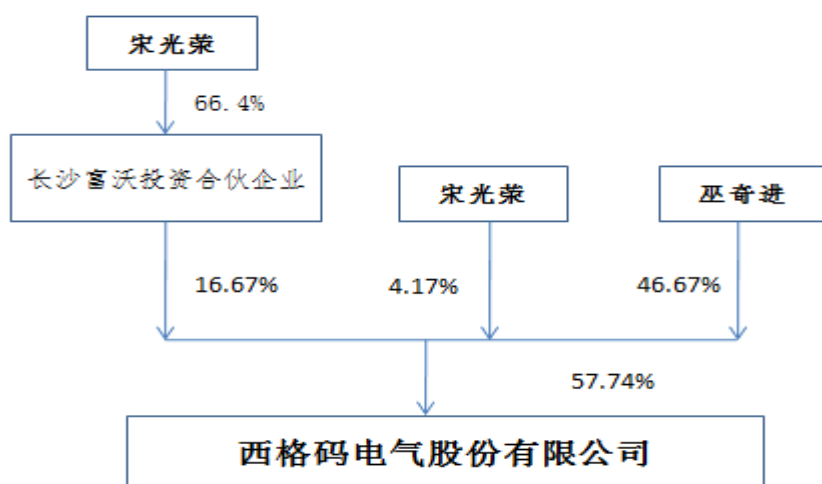 宋光荣
66.4%
长沙富沃投资合伙企业
宋光荣
巫奇进
16.67%
4.17%
46.67%
57.74%
西格码电气股份有限公司